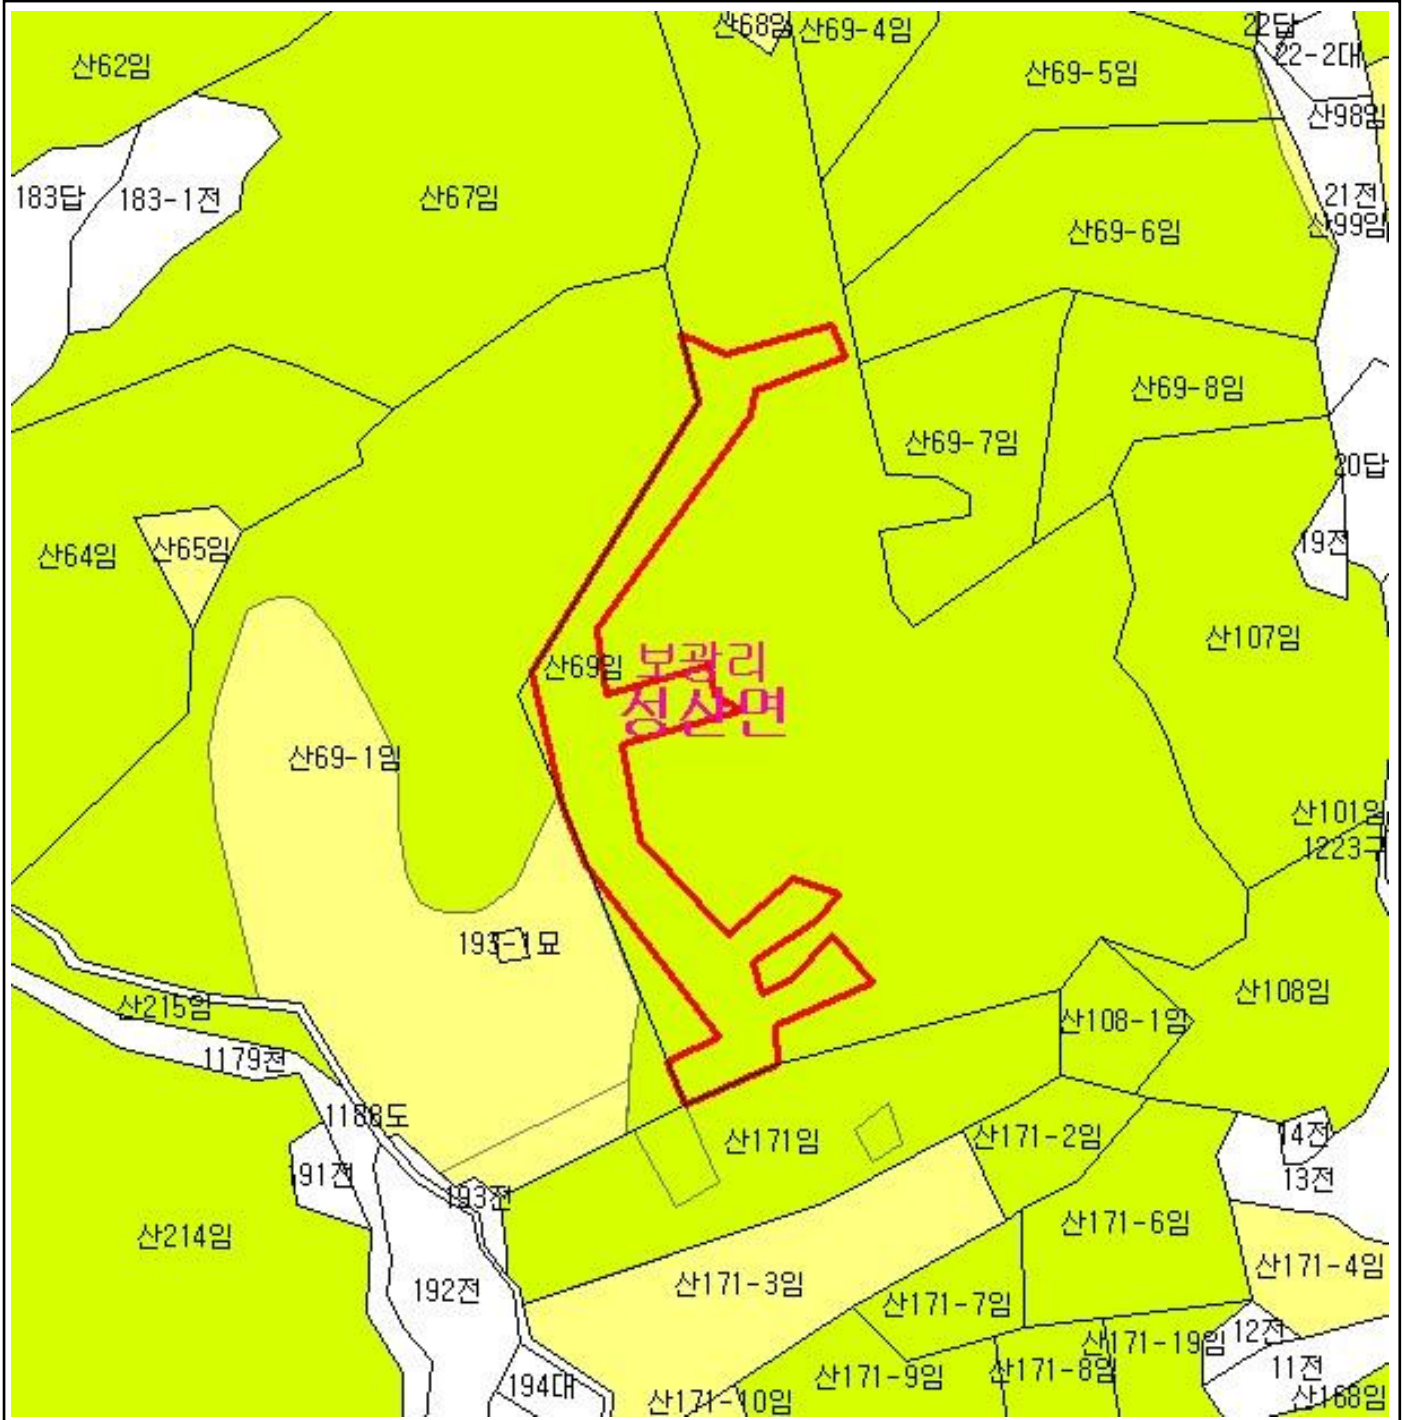 산68임
산69-4임
22답
22-2대
산62임
산69-5임
산98임
183답
183-1전
산67임
21전
산99임
산69-6임
산69-8임
산69-7임
20답
19전
산64임
산65임
산107임
산69임
보광리
성산면
산69-1임
산101임
1223구
193-1묘
산215임
산108임
산108-1임
1179천
1188도
산171임
산171-2임
14전
191전
193전
13전
산214임
산171-6임
192전
산171-3임
산171-4임
산171-7임
12전
산171-19임
11전
194대
산171-9임
산171-8임
산171-10임
산168임